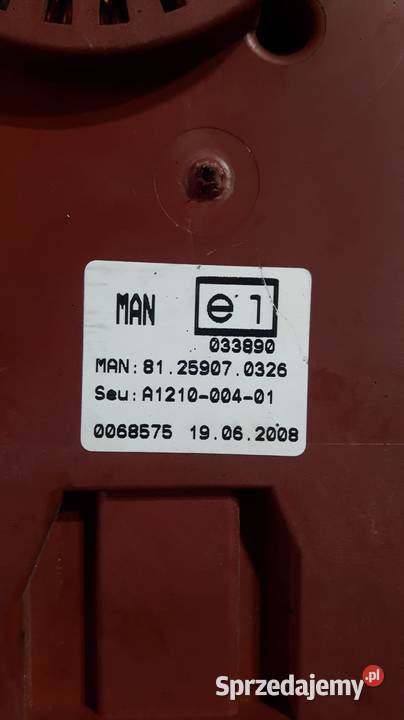 MAN e1
033890
MAN: 81.25907.0326
Seu: A1210-004-01
0068575 19.06.2008
Sprzedajemy.pl